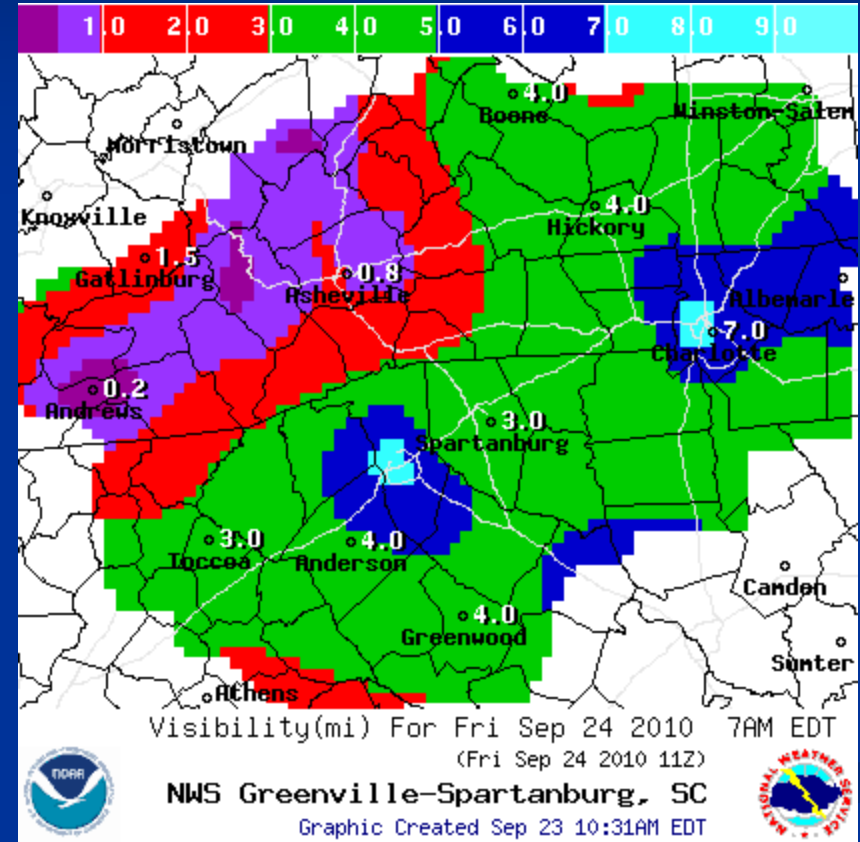 1.0 2.0 3.0 4.0 5.0 6.0 7.0 8.0 9.0
Boone 4.0
Winston-Salem
Morristown
Knoxville
Hickory 4.0
Gatlinburg 1.5
Asheville 0.8
Albemarle
Charlotte 7.0
Andrews 0.2
Spartanburg 3.0
Toccoa 3.0
Anderson 4.0
Camden
Greenwood 4.0
Sumter
Athens
Visibility(mi) For Fri Sep 24 2010 7AM EDT
(Fri Sep 24 2010 11Z)
NOAA
NWS Greenville-Spartanburg, SC
NATIONAL WEATHER SERVICE
Graphic Created Sep 23 10:31AM EDT